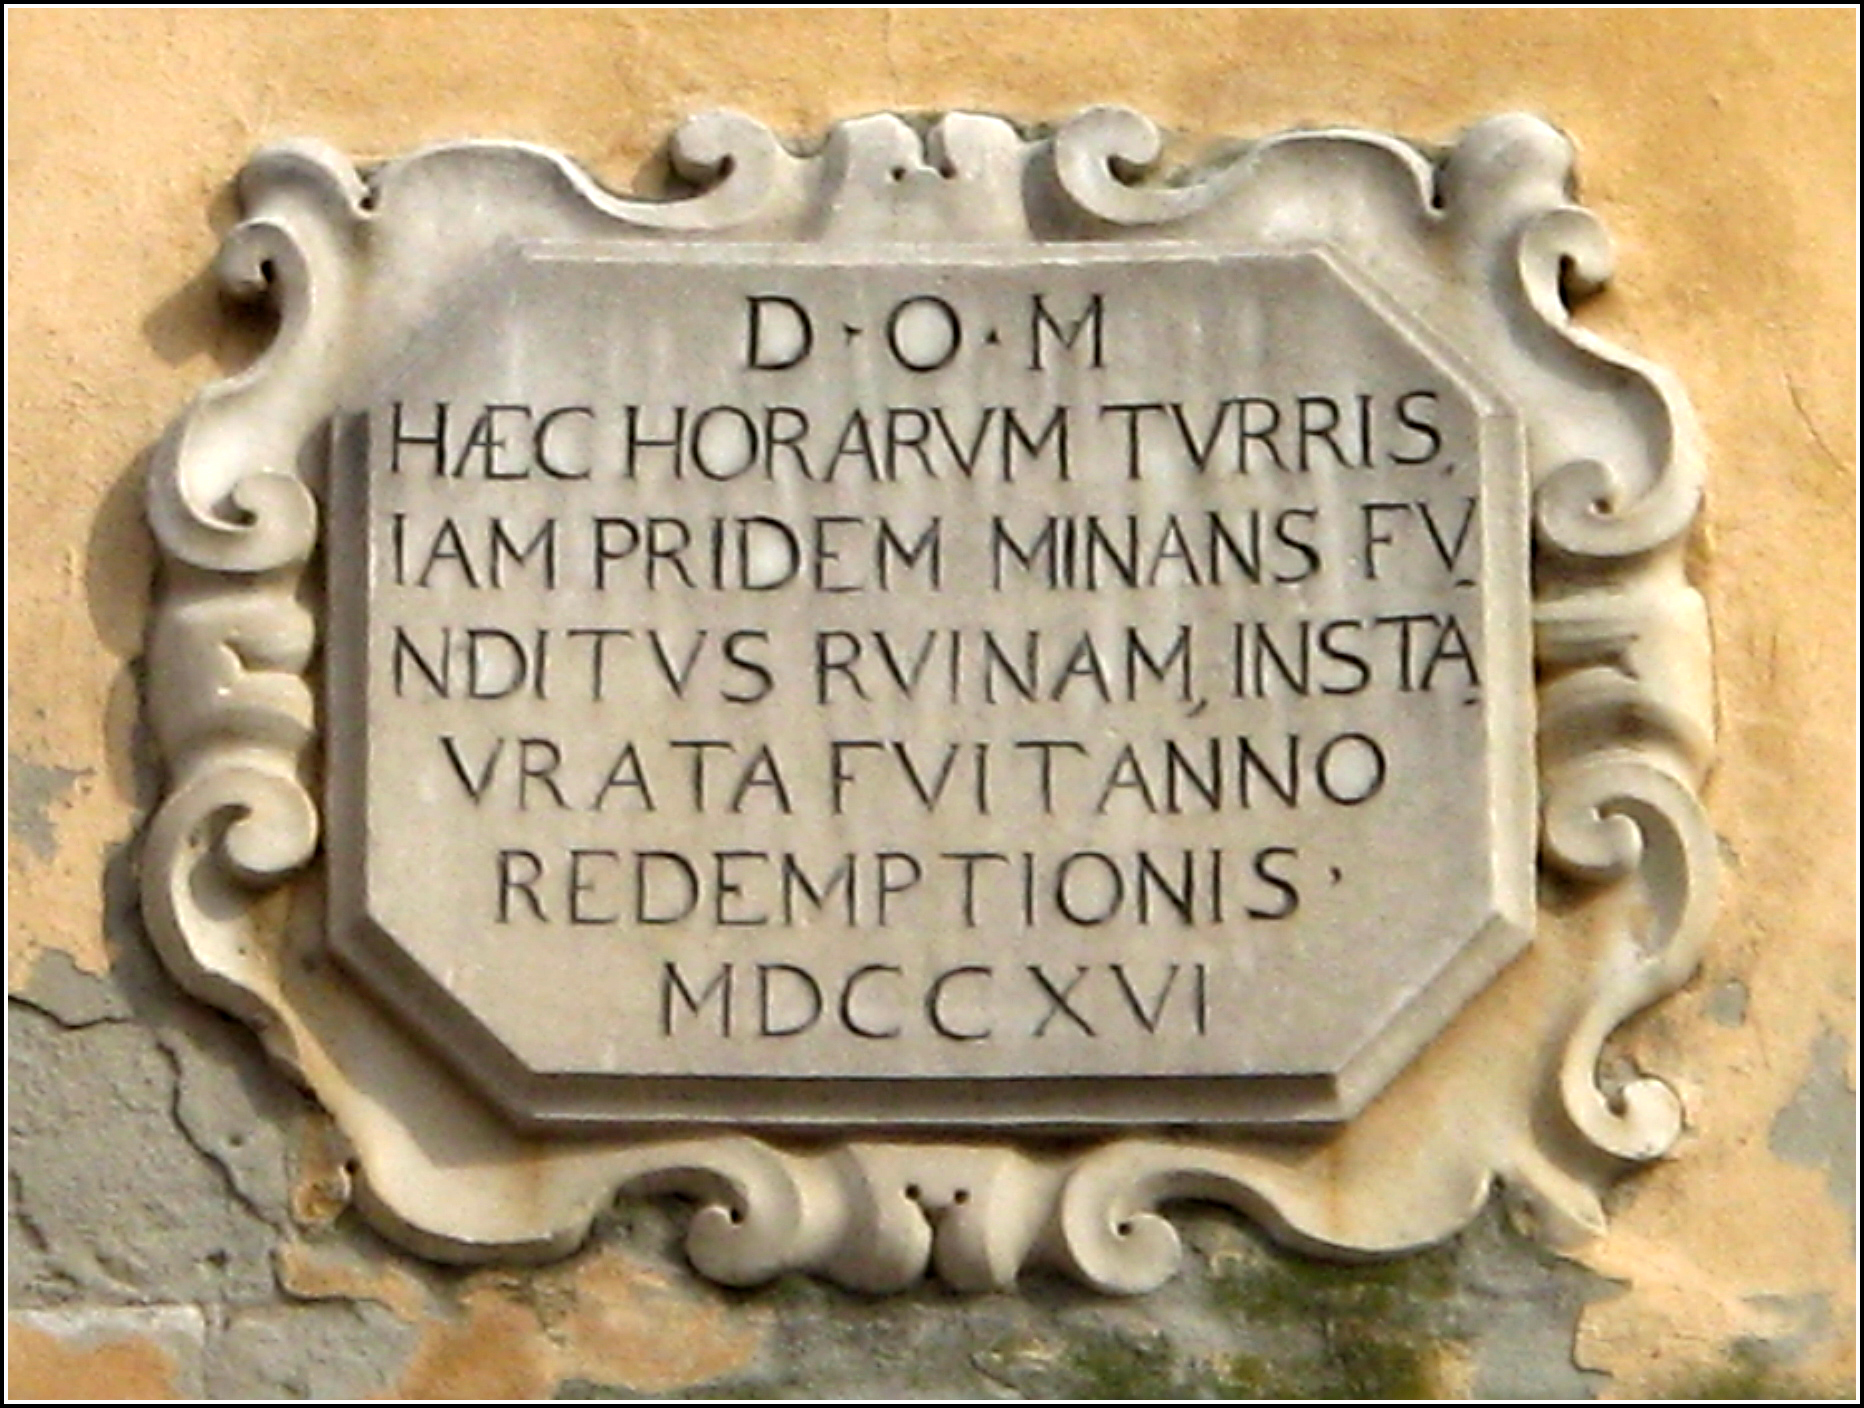 D·O·M
HÆC HORARVM TVRRIS,
IAM PRIDEM MINANS FV-
NDITVS RVINAM, INSTA-
VRATA FVIT ANNO
REDEMPTIONIS,
MDCCXVI